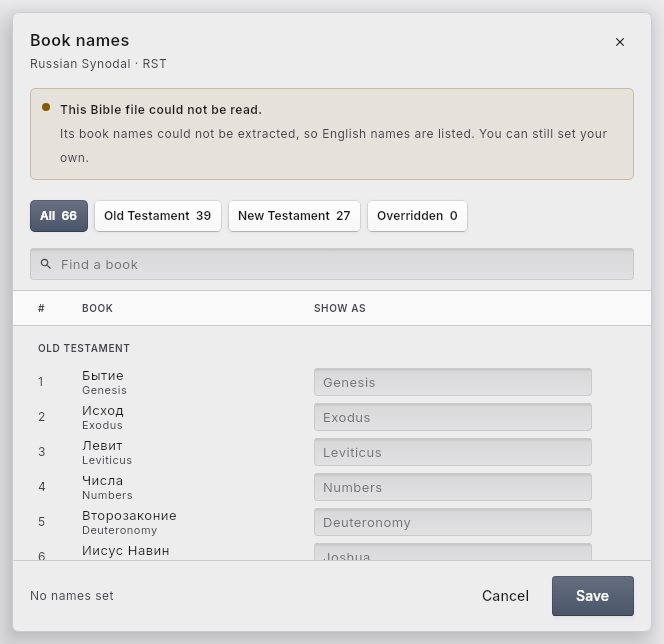 Book names
×
Russian Synodal · RST
This Bible file could not be read.
Its book names could not be extracted, so English names are listed. You can still set your
own.
All 66 Old Testament 39 New Testament 27 Overridden 0
Find a book
# BOOK SHOW AS
OLD TESTAMENT
1 Бытие Genesis
Genesis
2 Исход Exodus
Exodus
3 Левит Leviticus
Leviticus
4 Числа Numbers
Numbers
5 Второзаконие Deuteronomy
Deuteronomy
6 Иисус Навин Joshua
No names set Cancel Save